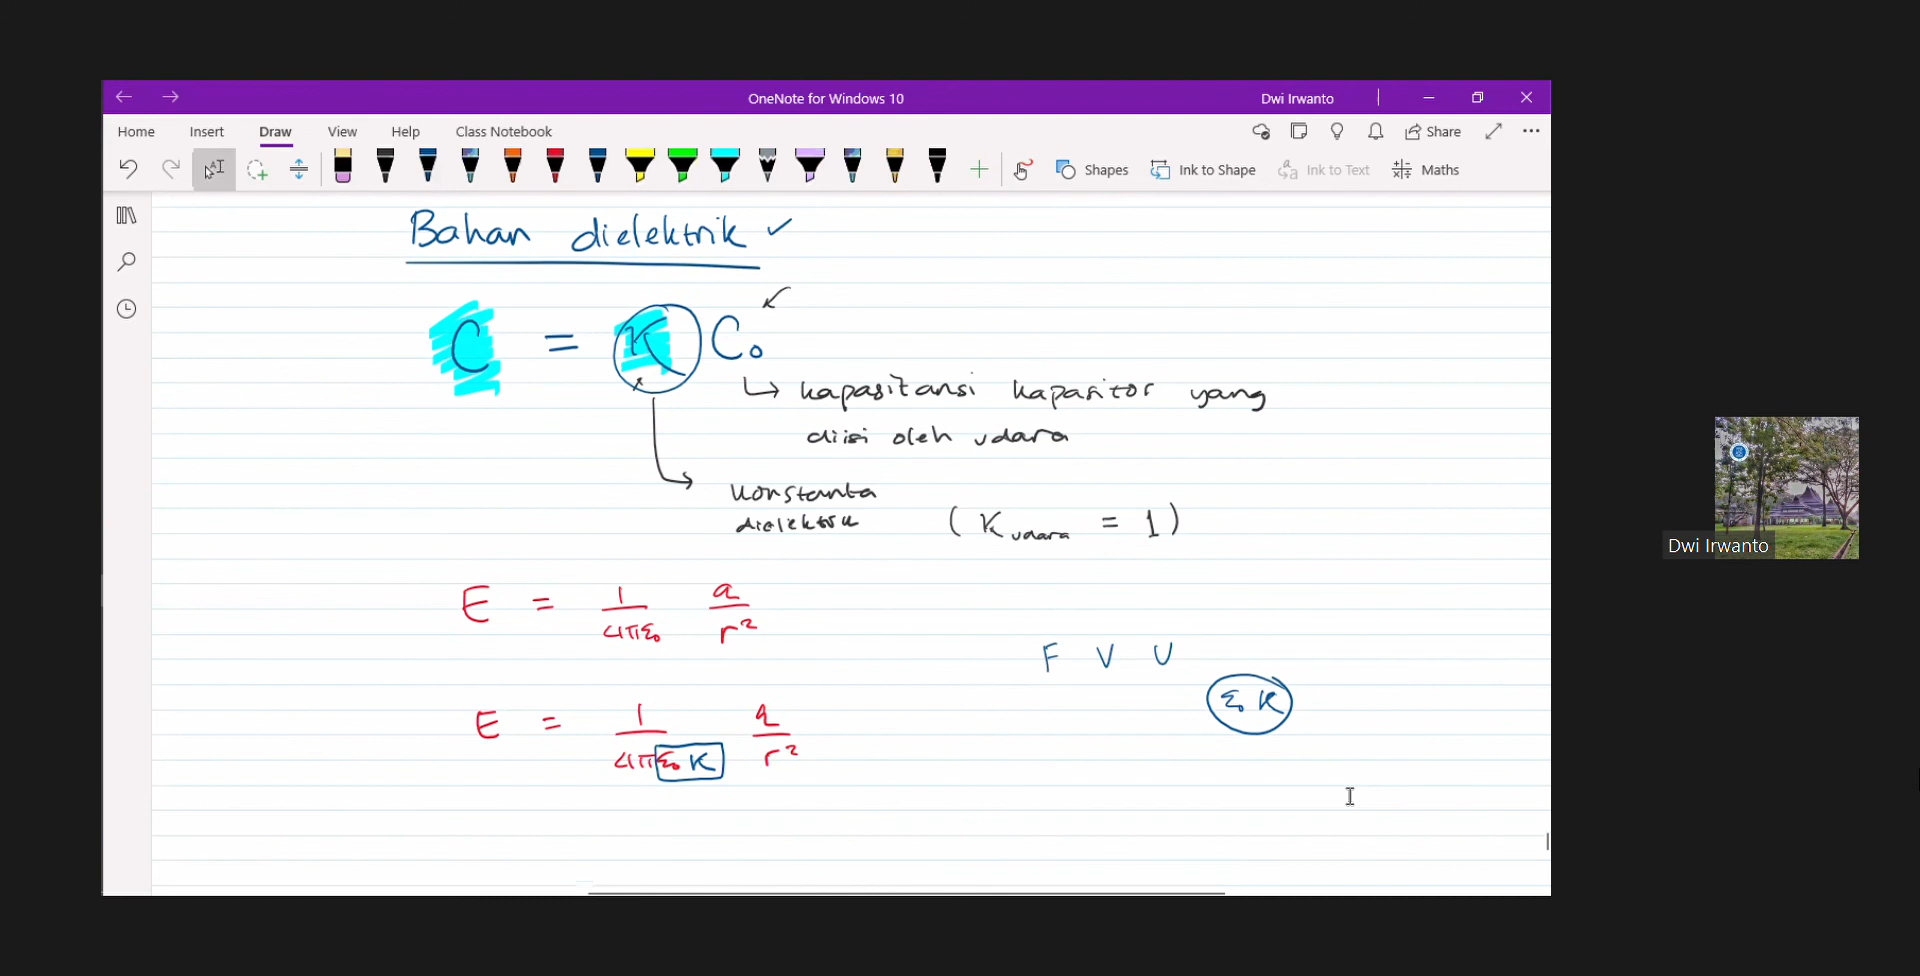 OneNote for Windows 10
Dwi Irwanto
Home Insert Draw View Help Class Notebook Share
Shapes Ink to Shape Ink to Text Maths
Bahan dielektrik ✓
C = K C₀
↳ kapasitansi kapasitor yang
diisi oleh udara
konstanta
dielektrik (K udara = 1)
E = 1/4πε₀ q/r²
F V U
ε₀ K
E = 1/4πε₀K q/r²
Dwi Irwanto